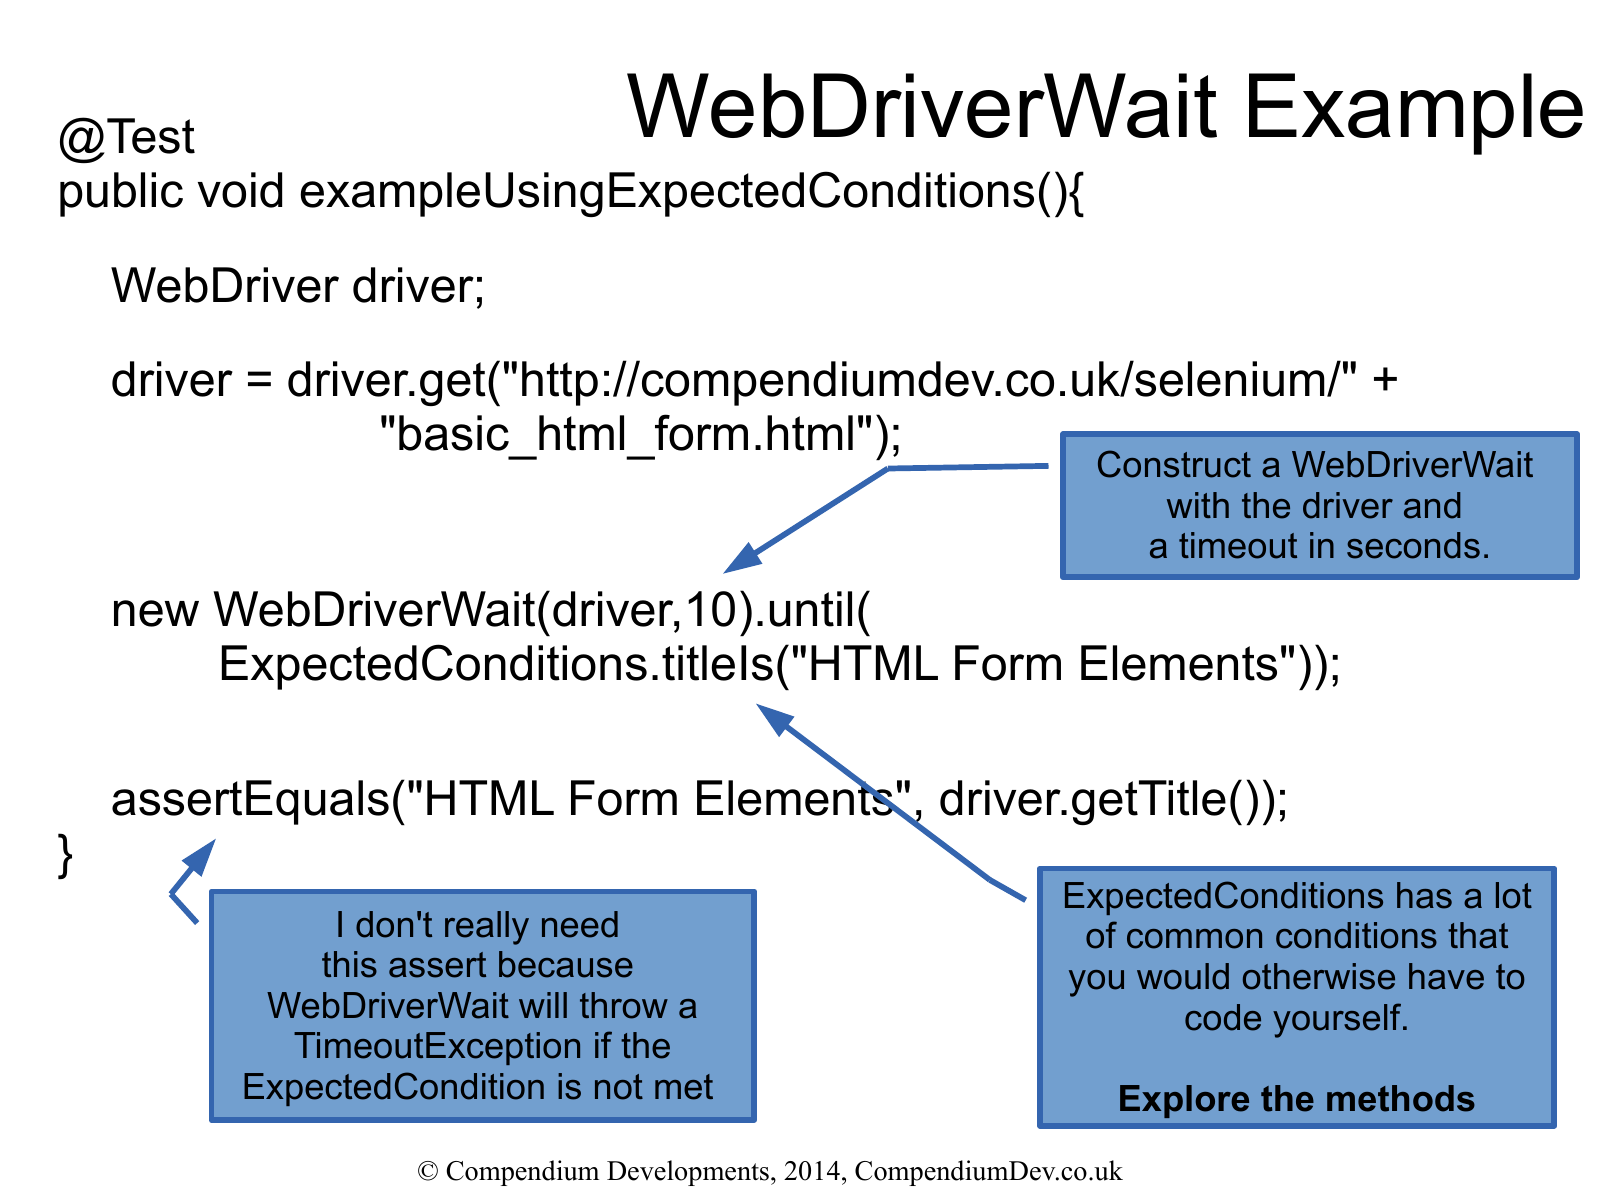 WebDriverWait Example
@Test
public void exampleUsingExpectedConditions(){
WebDriver driver;
driver = driver.get("http://compendiumdev.co.uk/selenium/" +
"basic_html_form.html");
Construct a WebDriverWait
with the driver and
a timeout in seconds.
new WebDriverWait(driver,10).until(
ExpectedConditions.titleIs("HTML Form Elements"));
assertEquals("HTML Form Elements", driver.getTitle());
}
I don't really need
this assert because
WebDriverWait will throw a
TimeoutException if the
ExpectedCondition is not met
ExpectedConditions has a lot
of common conditions that
you would otherwise have to
code yourself.
Explore the methods
© Compendium Developments, 2014, CompendiumDev.co.uk